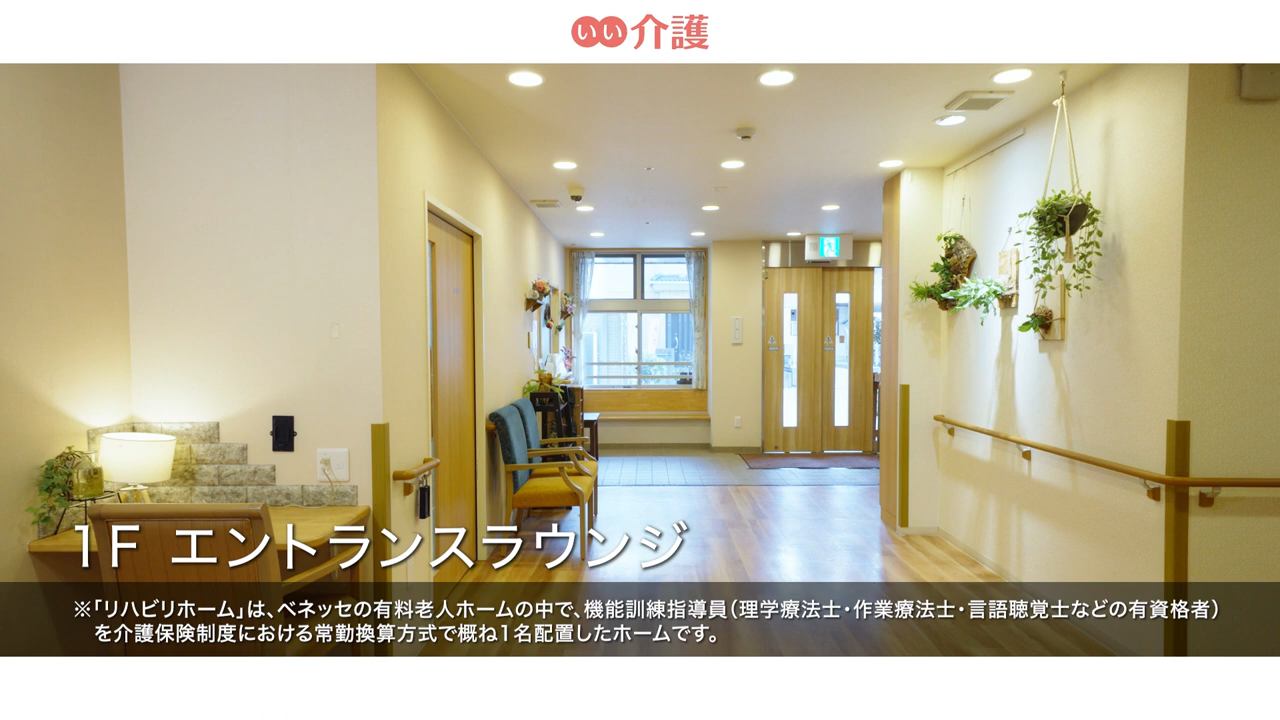 いい介護
1F エントランスラウンジ
※「リハビリホーム」は、ベネッセの有料老人ホームの中で、機能訓練指導員(理学療法士・作業療法士・言語聴覚士などの有資格者)
を介護保険制度における常勤換算方式で概ね1名配置したホームです。